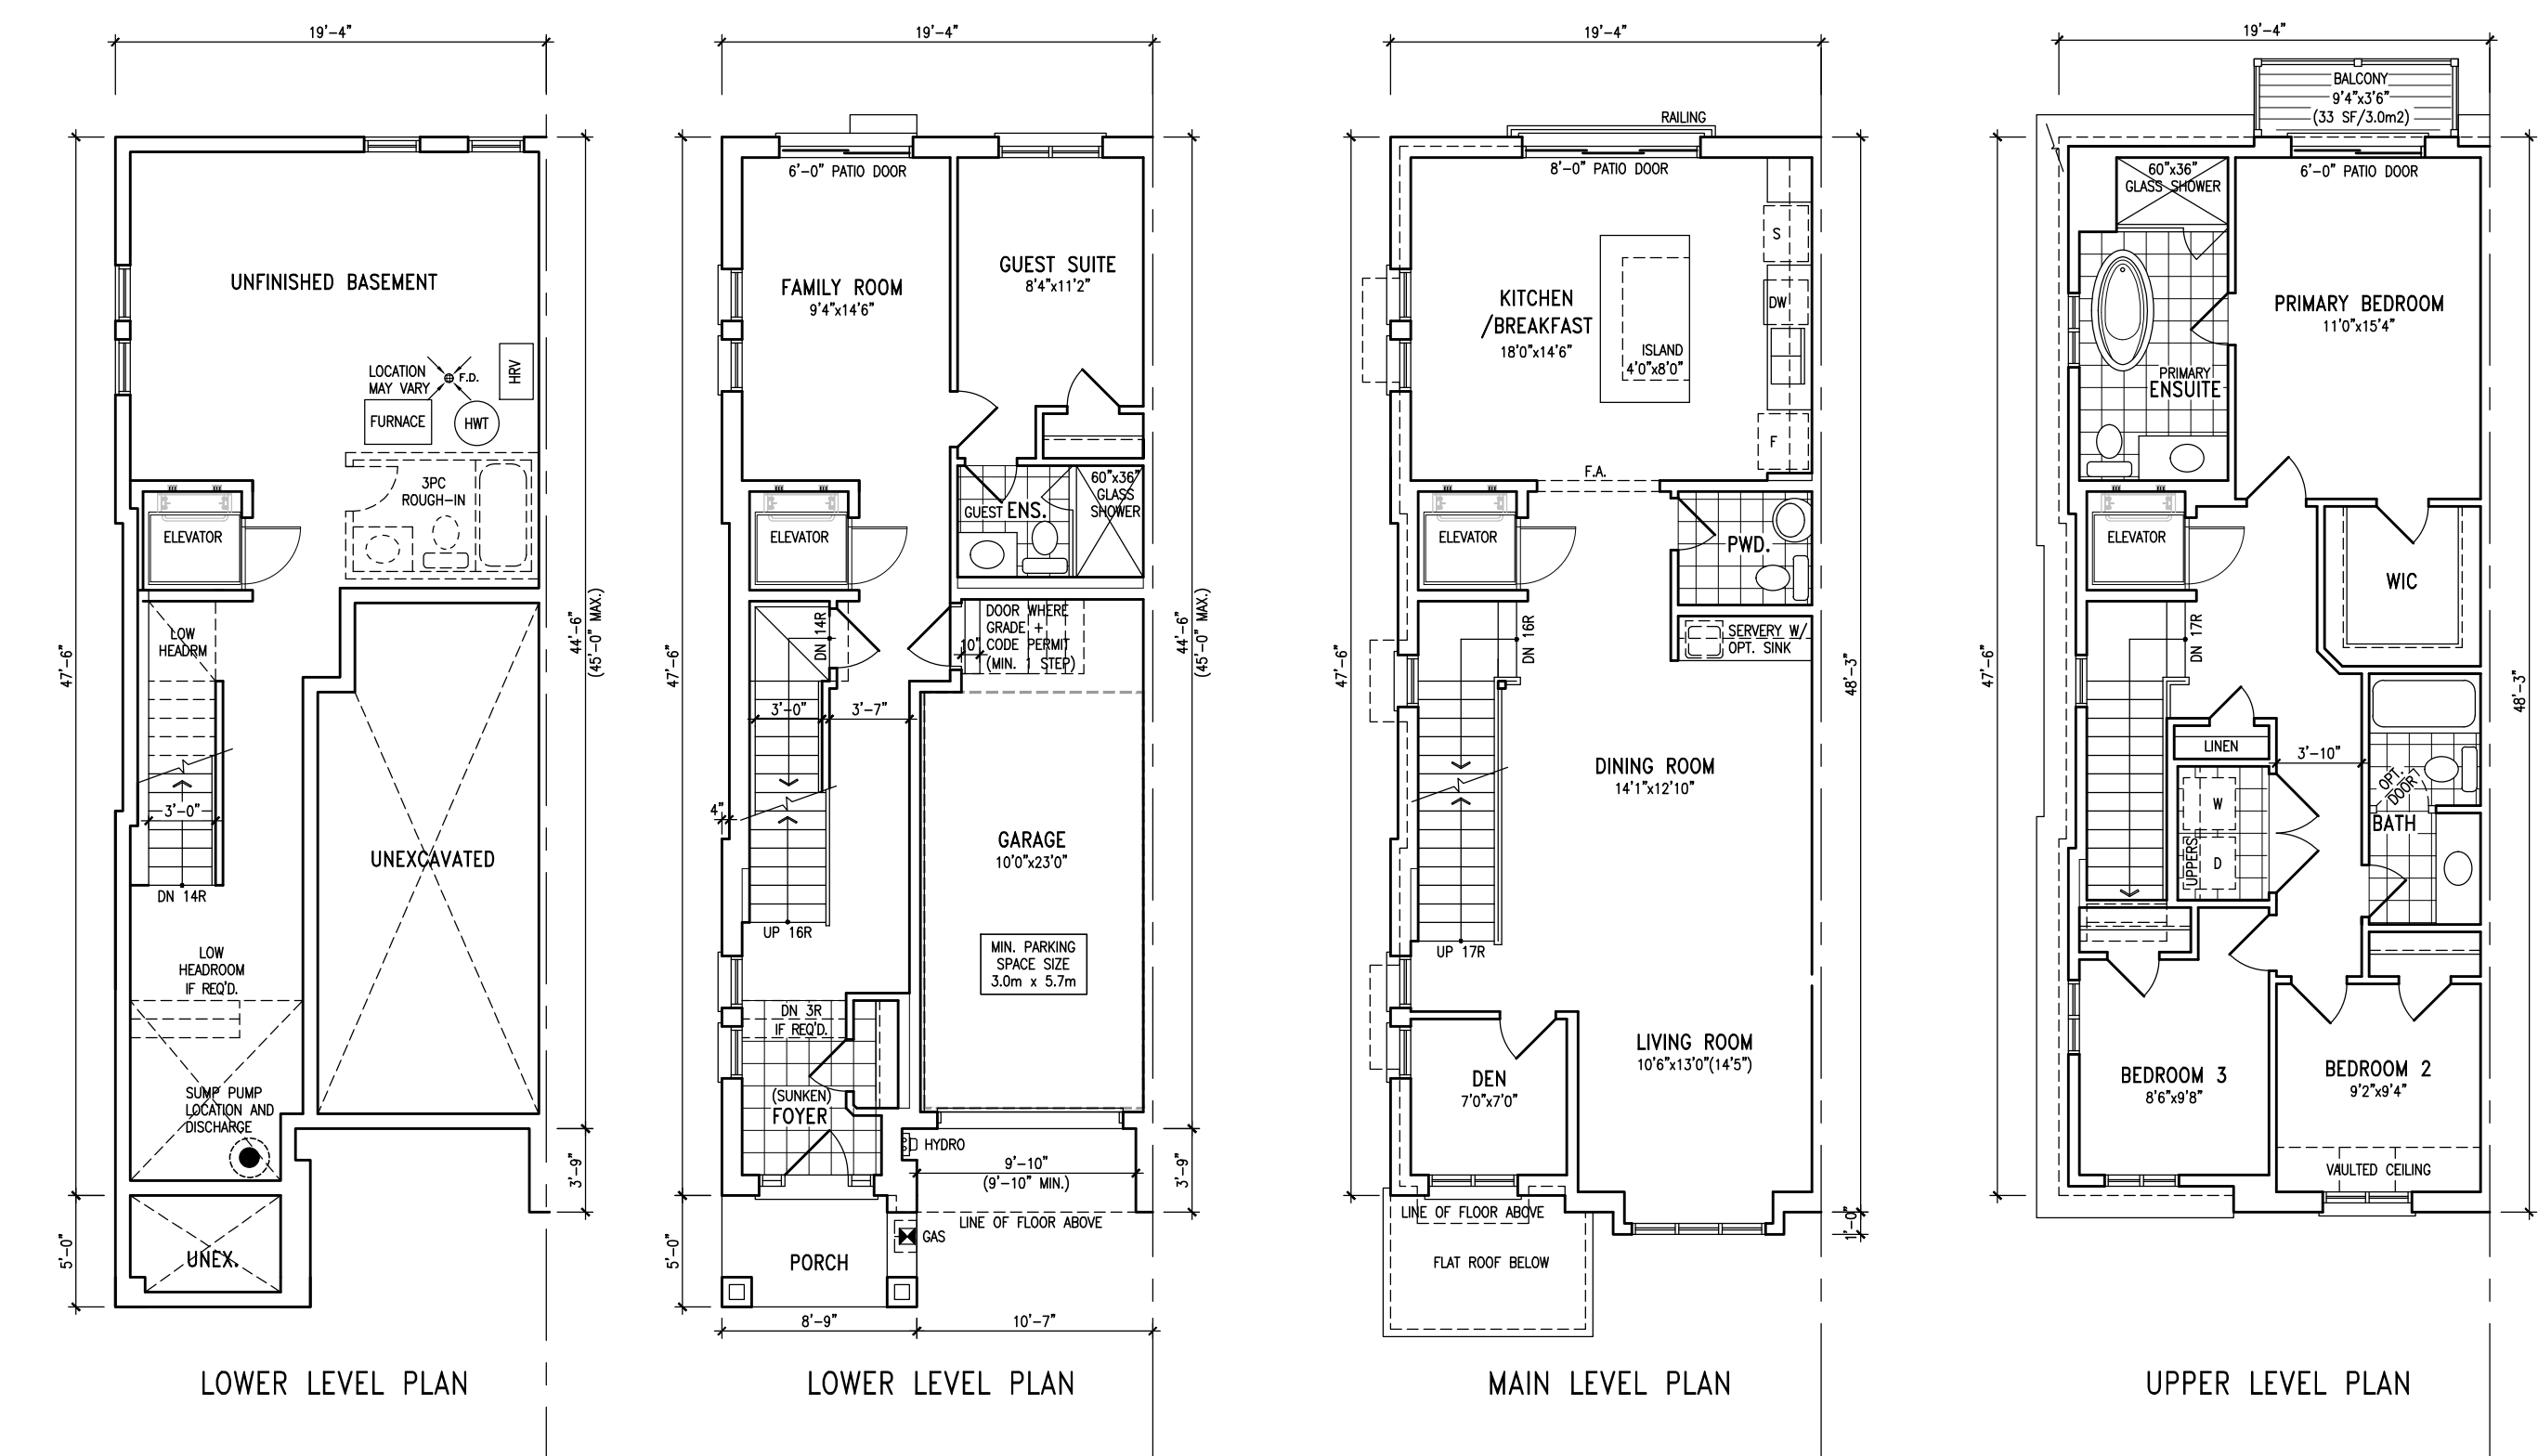 19'-4"
47'-6"
5'-0"
UNFINISHED BASEMENT
LOCATION
MAY VARY
F.D.
HRV
FURNACE
HWT
3PC
ROUGH-IN
ELEVATOR
LOW
HEADRM
44'-6"
(45'-0" MAX.)
3'-0"
DN 14R
UNEXCAVATED
LOW
HEADROOM
IF REQ'D.
SUMP PUMP
LOCATION AND
DISCHARGE
3'-9"
UNEX.
LOWER LEVEL PLAN
19'-4"
47'-6"
5'-0"
6'-0" PATIO DOOR
FAMILY ROOM
9'4"x14'6"
GUEST SUITE
8'4"x11'2"
60"x36"
GLASS
SHOWER
GUEST ENS.
ELEVATOR
DN 14R
DOOR WHERE
GRADE +
CODE PERMIT
(MIN. 1 STEP)
10"
44'-6"
(45'-0" MAX.)
3'-0"
3'-7"
4"
GARAGE
10'0"x23'0"
UP 16R
MIN. PARKING
SPACE SIZE
3.0m x 5.7m
DN 3R
IF REQ'D.
(SUNKEN)
FOYER
HYDRO
9'-10"
(9'-10" MIN.)
3'-9"
LINE OF FLOOR ABOVE
GAS
PORCH
8'-9"
10'-7"
LOWER LEVEL PLAN
19'-4"
RAILING
8'-0" PATIO DOOR
47'-6"
S
KITCHEN
/BREAKFAST
18'0"x14'6"
DW
ISLAND
4'0"x8'0"
F
F.A.
ELEVATOR
PWD.
DN 16R
SERVERY W/
OPT. SINK
48'-3"
DINING ROOM
14'1"x12'10"
UP 17R
LIVING ROOM
10'6"x13'0"(14'5")
DEN
7'0"x7'0"
LINE OF FLOOR ABOVE
1'-0"
FLAT ROOF BELOW
MAIN LEVEL PLAN
19'-4"
BALCONY
9'4"x3'6"
(33 SF/3.0m2)
47'-6"
60"x36"
GLASS SHOWER
6'-0" PATIO DOOR
PRIMARY BEDROOM
11'0"x15'4"
PRIMARY
ENSUITE
ELEVATOR
WIC
DN 17R
48'-3"
LINEN
3'-10"
OPT.
DOOR
W
UPPERS
D
BATH
BEDROOM 3
8'6"x9'8"
BEDROOM 2
9'2"x9'4"
VAULTED CEILING
UPPER LEVEL PLAN